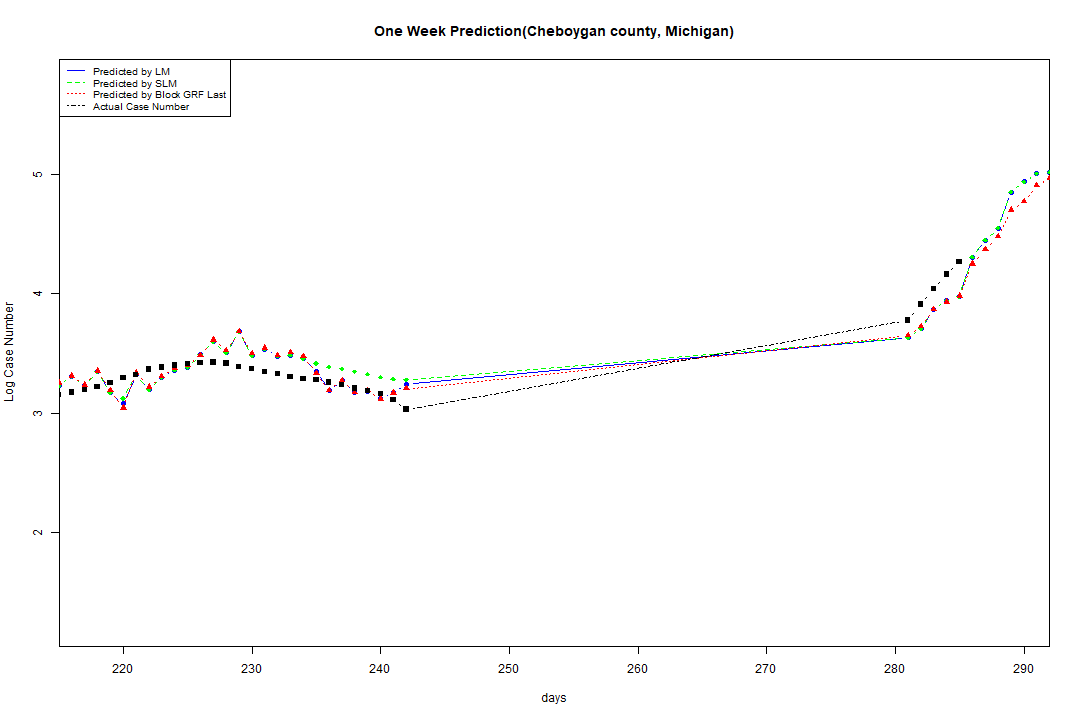 One Week Prediction(Cheboygan county, Michigan)
Predicted by LM
Predicted by SLM
Predicted by Block GRF Last
Actual Case Number
5
4
3
2
Log Case Number
220 230 240 250 260 270 280 290
days